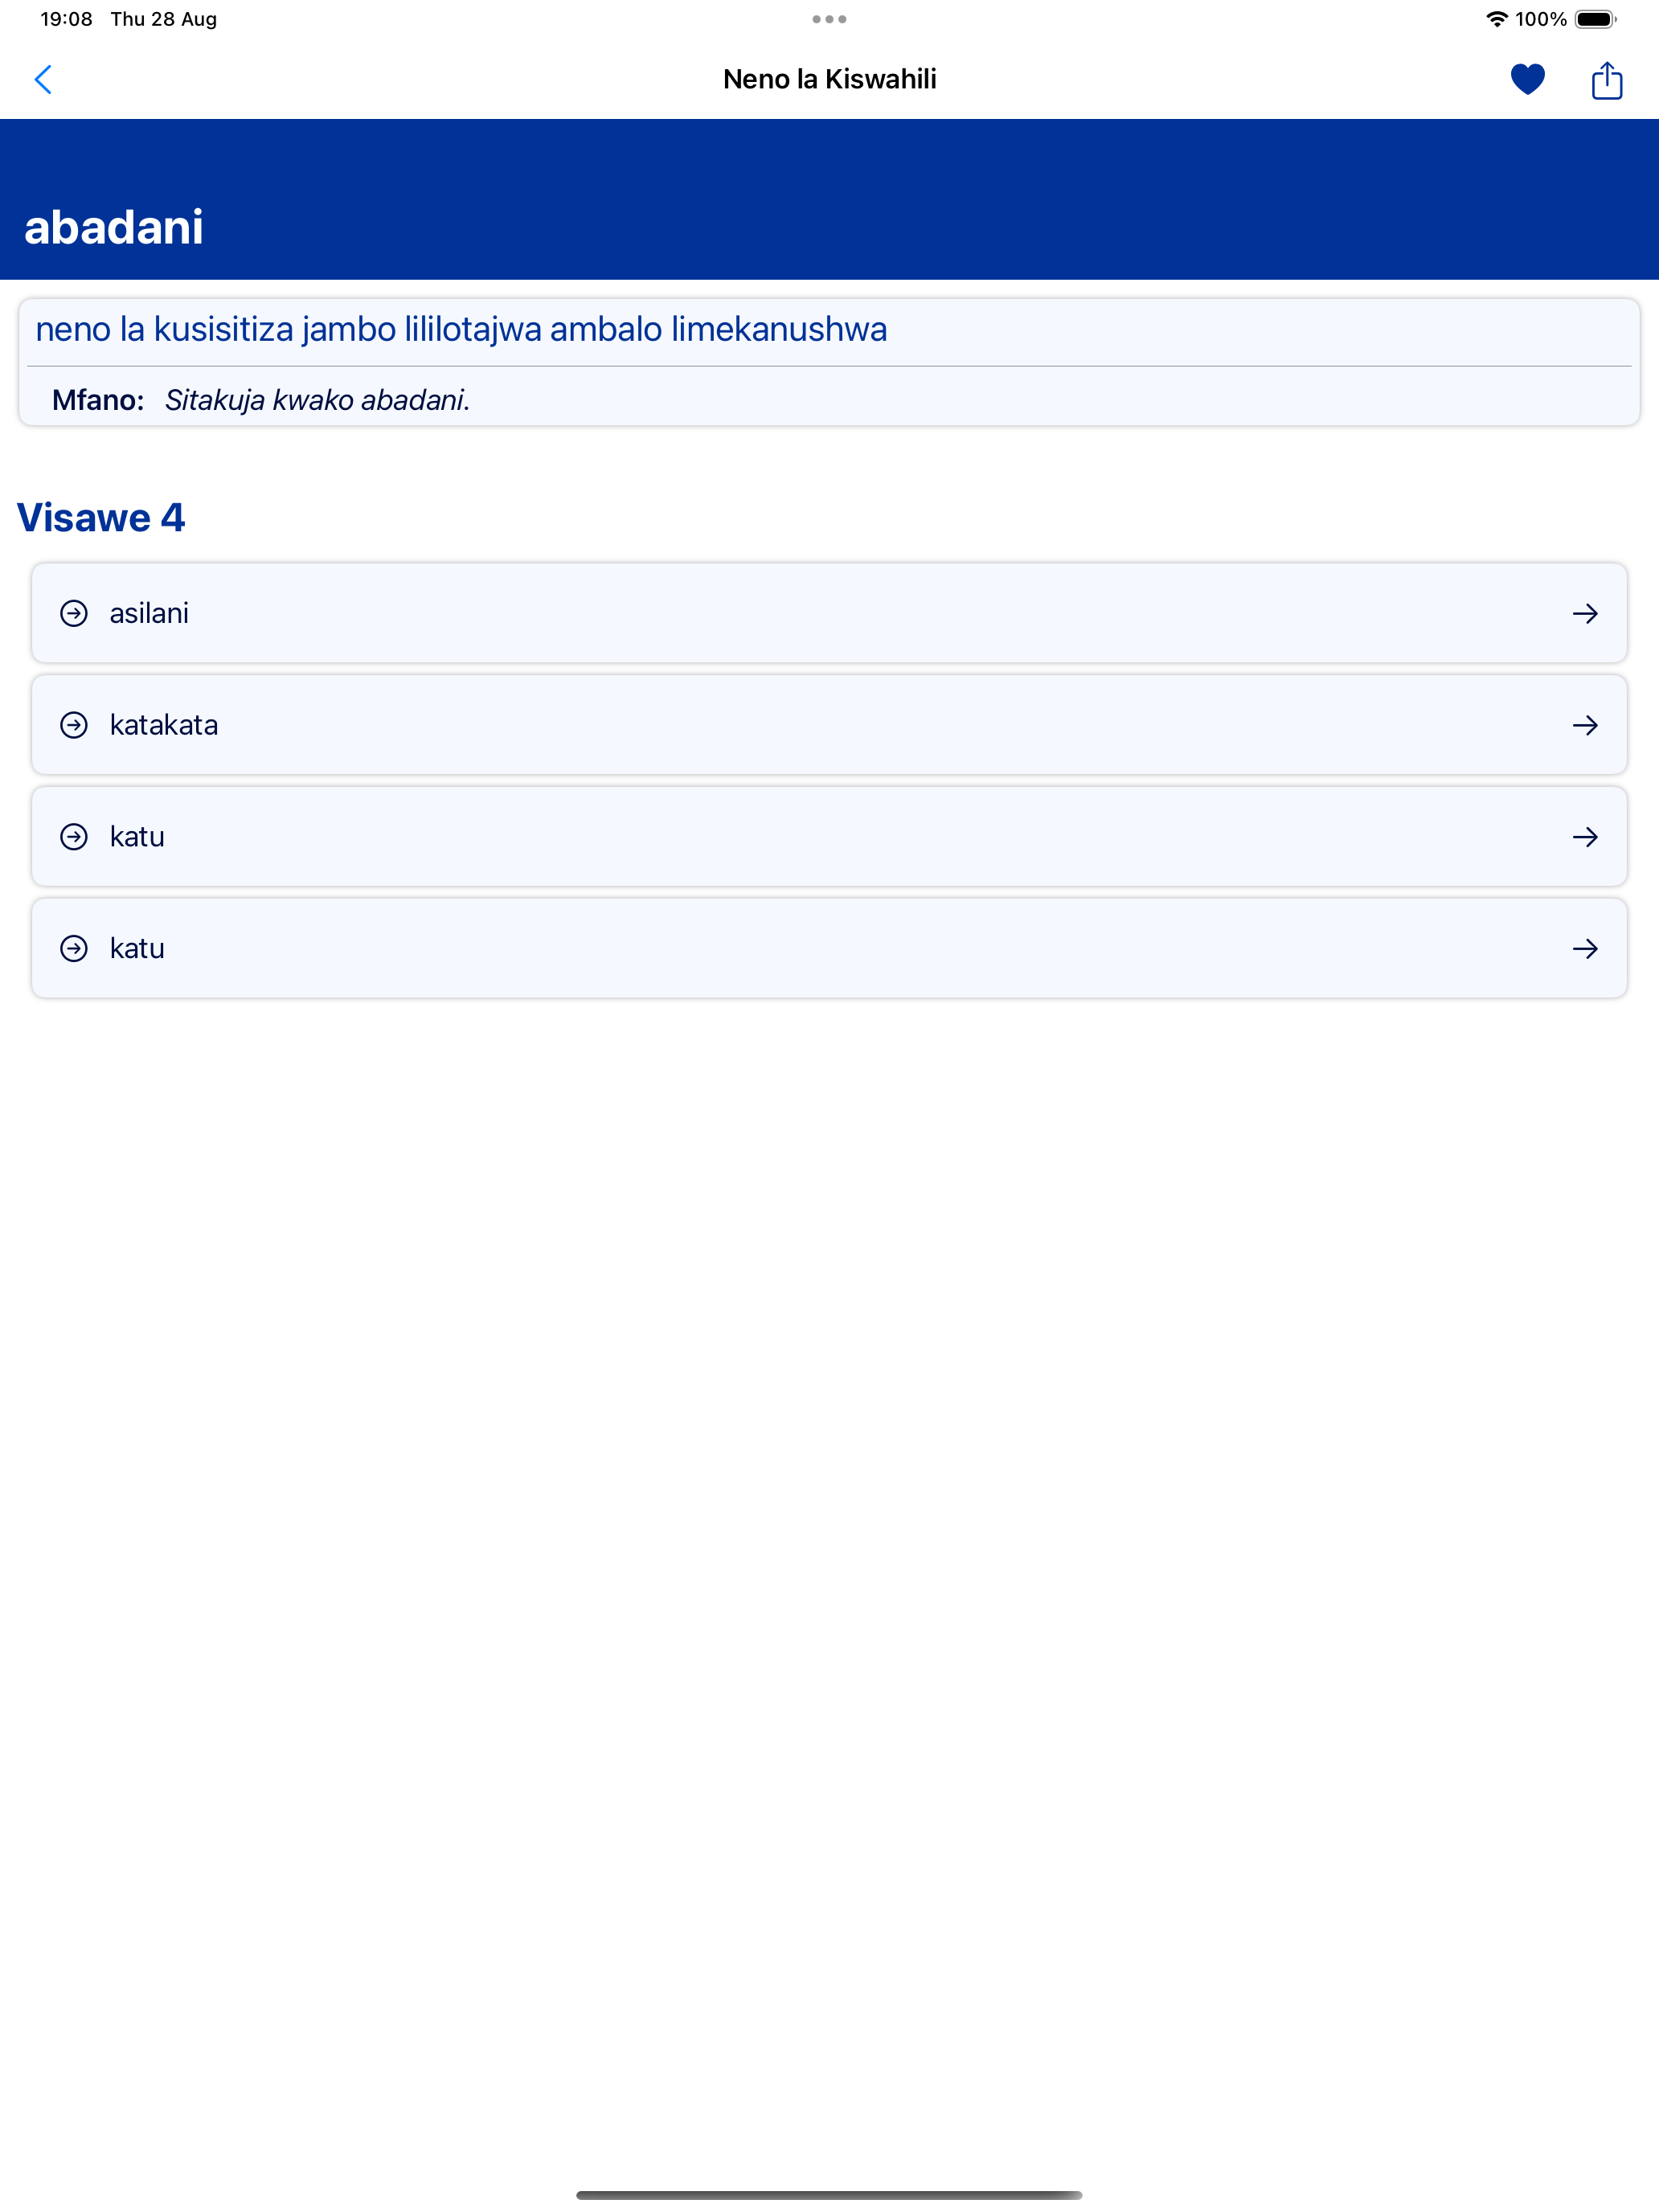 19:08 Thu 28 Aug
100%
Neno la Kiswahili
abadani
neno la kusisitiza jambo lililotajwa ambalo limekanushwa
Mfano: Sitakuja kwako abadani.
Visawe 4
asilani
katakata
katu
katu